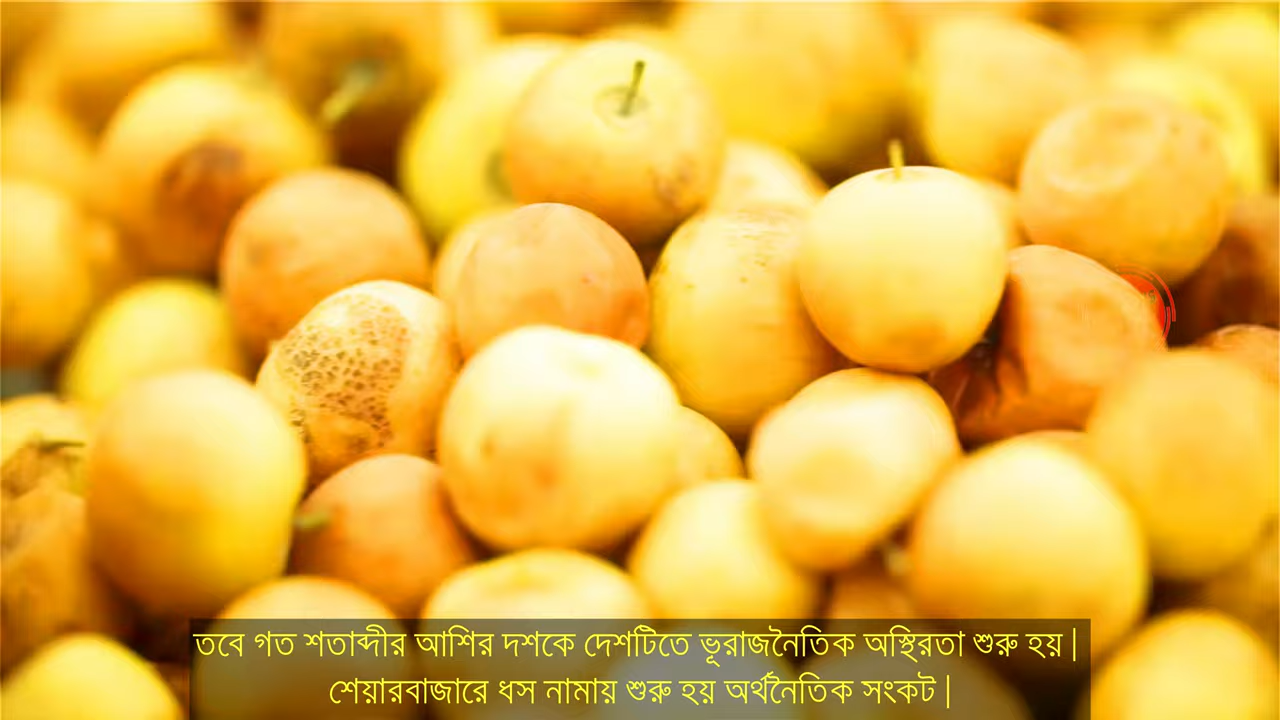 তবে গত শতাব্দীর আশির দশকে দেশটিতে ভূরাজনৈতিক অস্থিরতা শুরু হয়|
শেয়ারবাজারে ধস নামায় শুরু হয় অর্থনৈতিক সংকট|